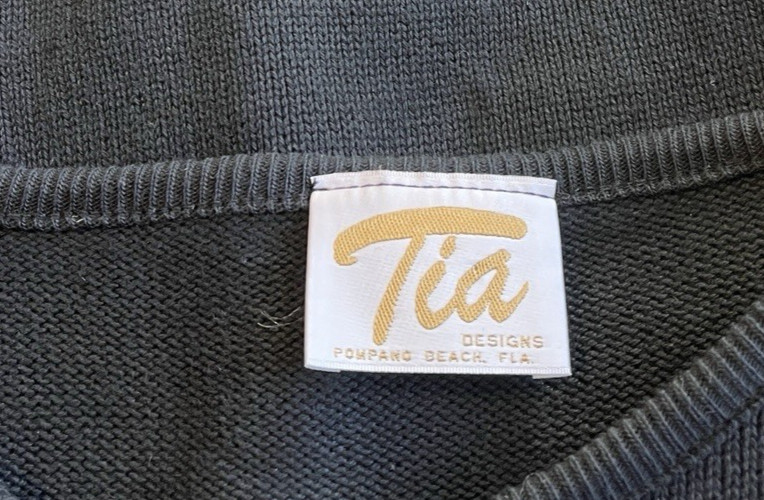 Tia
DESIGNS
POMPANO BEACH, FLA.